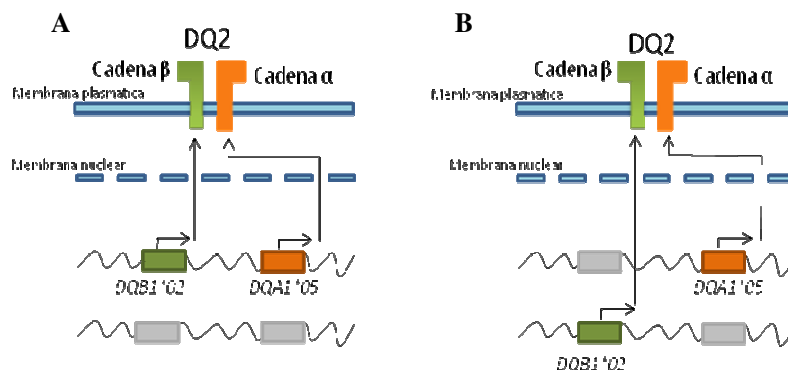 A
DQ2
Cadena β
Cadena α
Membrana plasmatica
Membrana nuclear
DQB1*02
DQA1*05
B
DQ2
Cadena β
Cadena α
Membrana plasmatica
Membrana nuclear
DQA1*05
DQB1*02